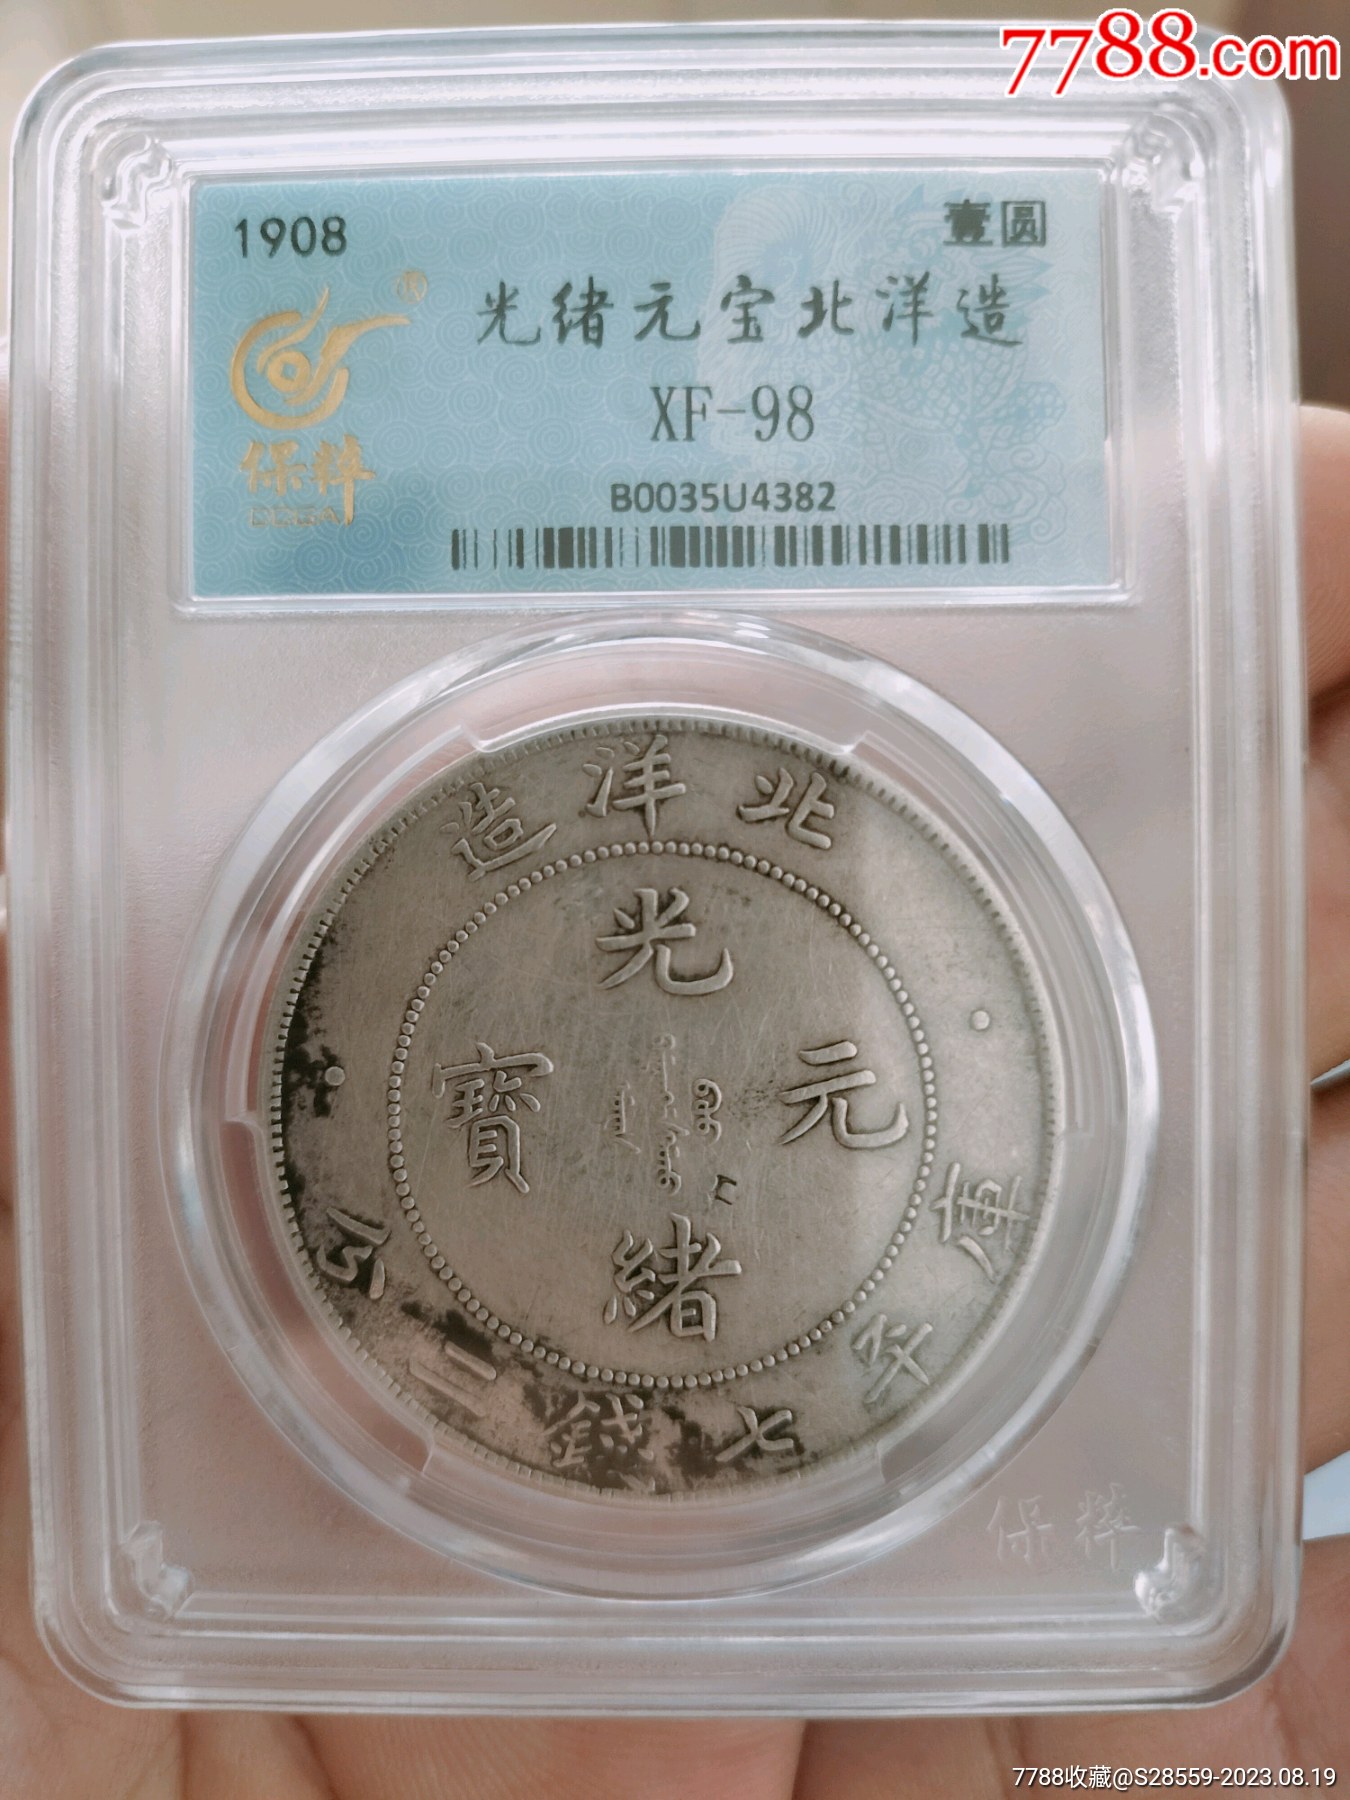 7788.com
1908
壹圆
光绪元宝北洋造
XF-98
B0035U4382
®
保粹
造洋北
光
寶元
緒
庫平七錢二分
保粹
7788收藏@S28559-2023.08.19